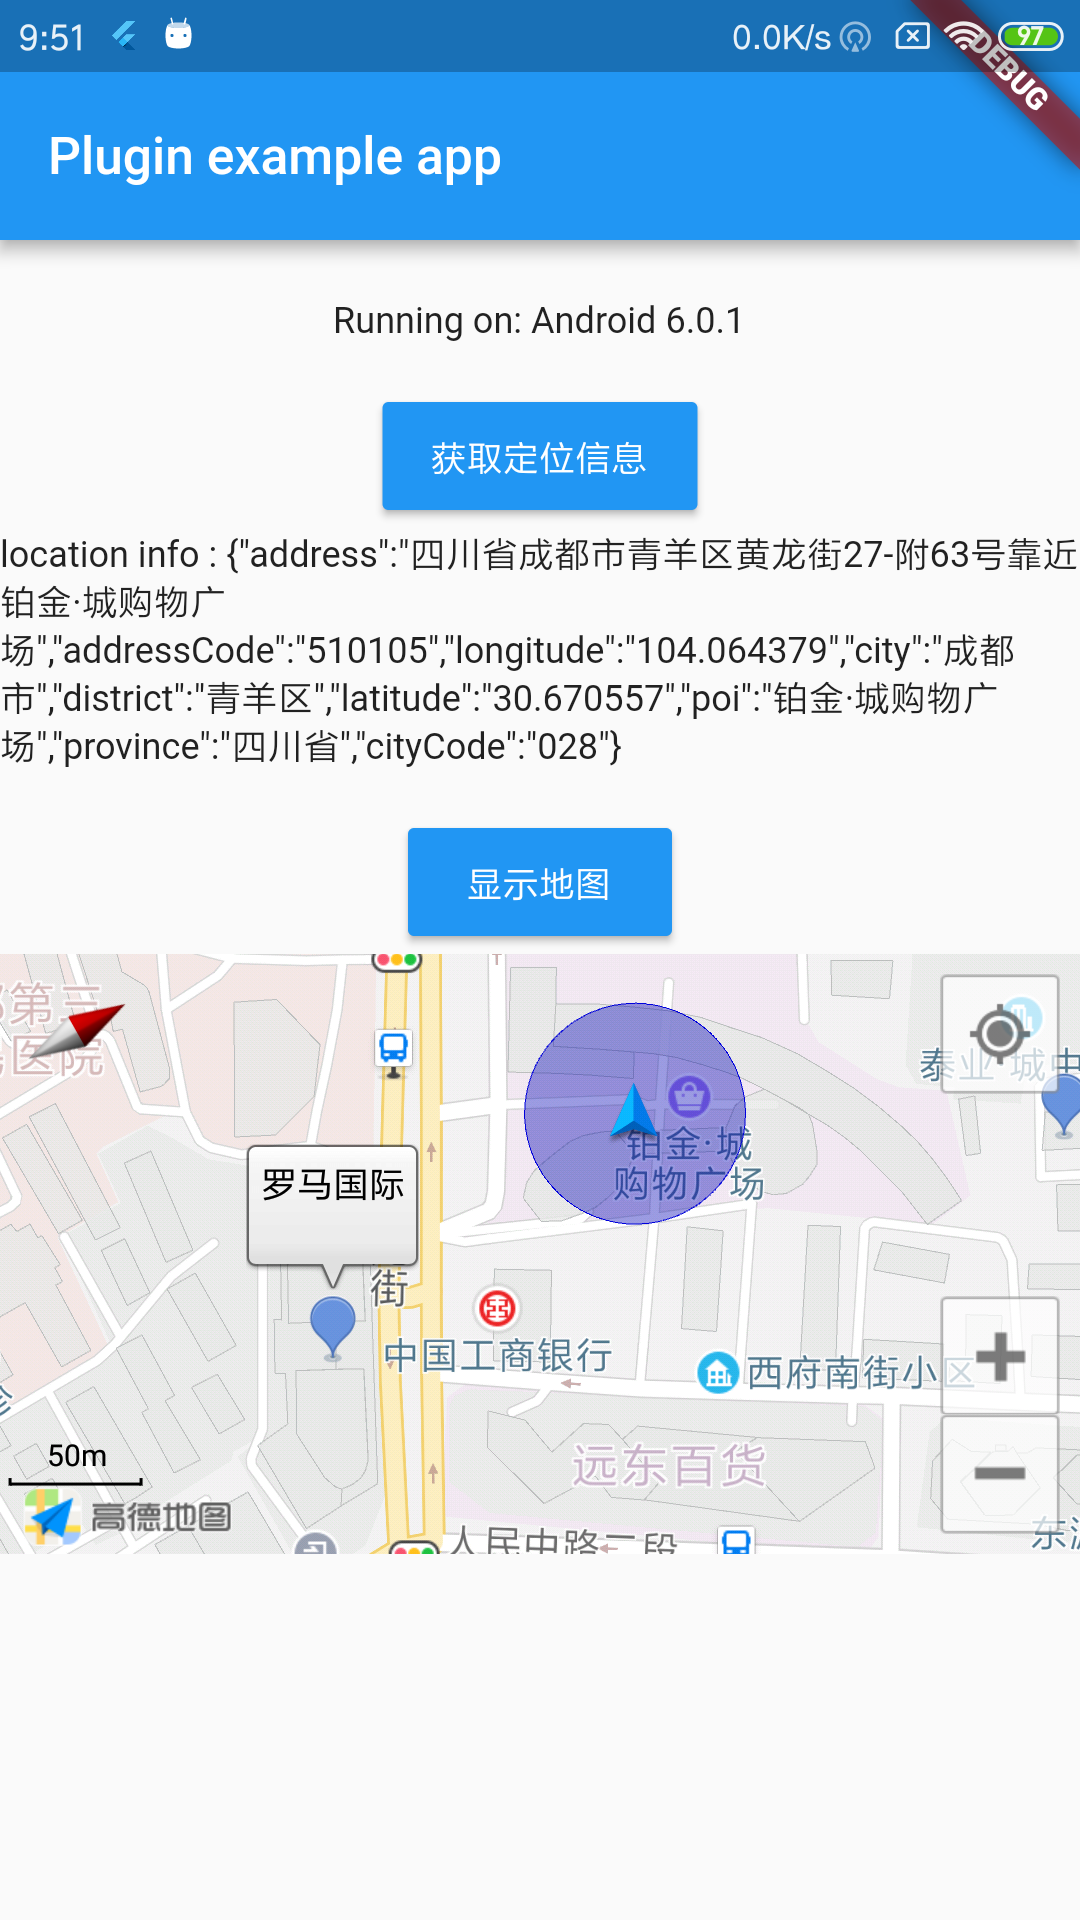 9:51
0.0K/s
97
DEBUG
Plugin example app
Running on: Android 6.0.1
获取定位信息
location info : {"address":"四川省成都市青羊区黄龙街27-附63号靠近
铂金·城购物广
场","addressCode":"510105","longitude":"104.064379","city":"成都
市","district":"青羊区","latitude":"30.670557","poi":"铂金·城购物广
场","province":"四川省","cityCode":"028"}
显示地图
第三
医院
泰业 城中
铂金·城
购物广场
罗马国际
街
中国工商银行
西府南街小区
50m
远东百货
高德地图
人民中路二段
东